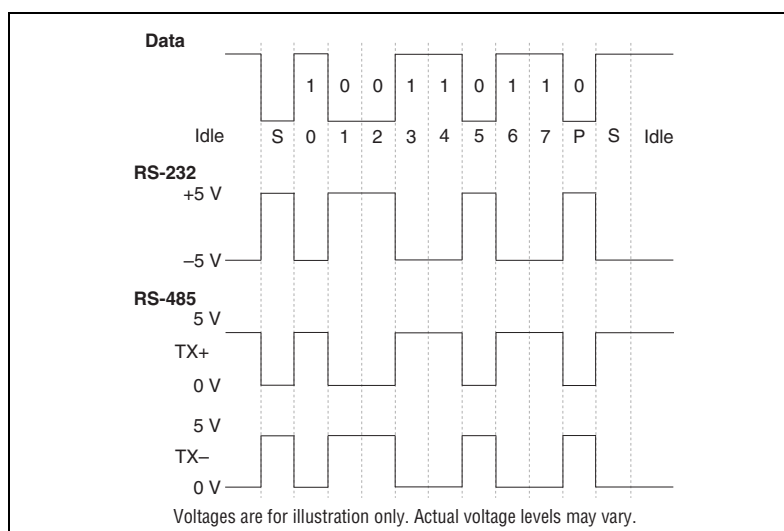 Data
1 0 0 1 1 0 1 1 0
Idle S 0 1 2 3 4 5 6 7 P S Idle
RS-232
+5 V
–5 V
RS-485
5 V
TX+
0 V
5 V
TX–
0 V
Voltages are for illustration only. Actual voltage levels may vary.